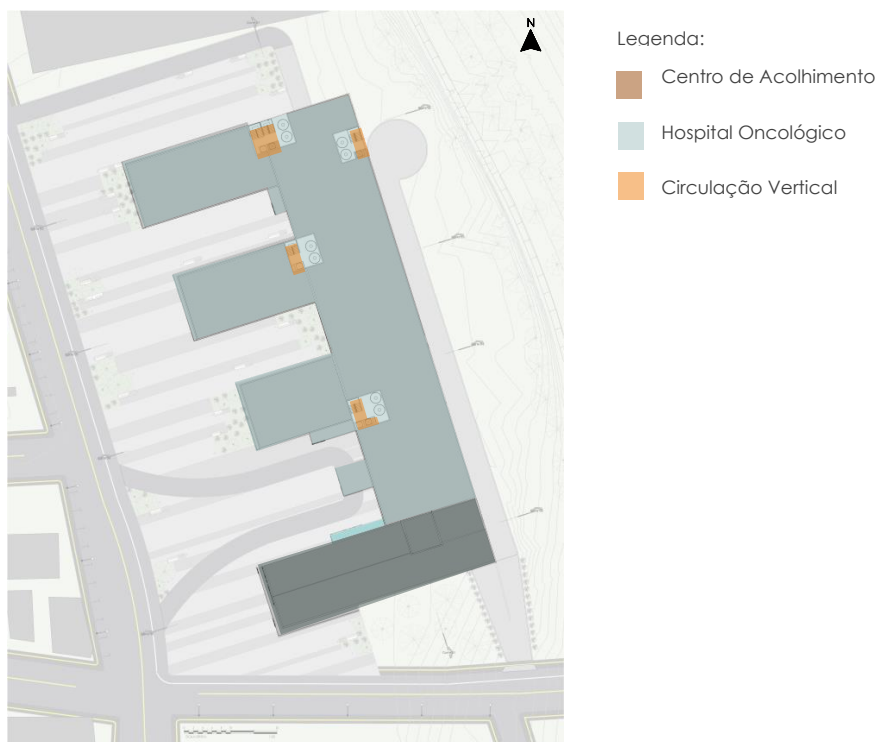 N
Legenda:
Centro de Acolhimento
Hospital Oncológico
Circulação Vertical